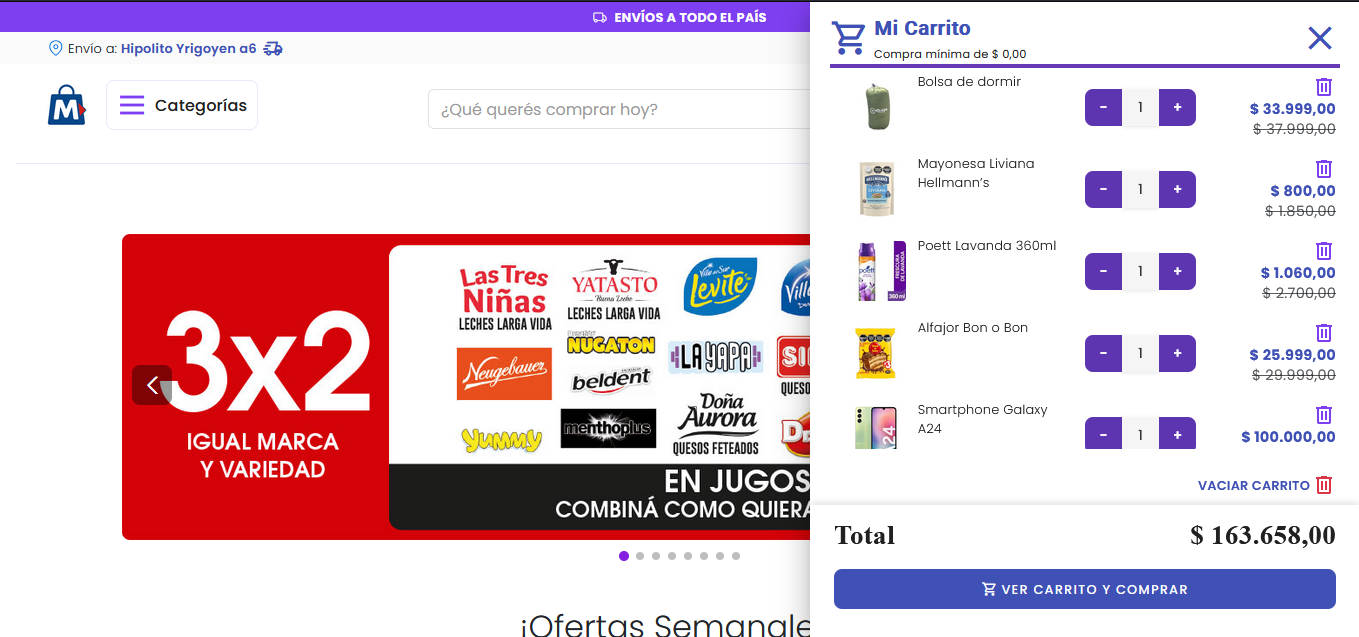 ENVÍOS A TODO EL PAÍS
Envío a: Hipolito Yrigoyen a6
M
Categorías
¿Qué querés comprar hoy?
3x2
IGUAL MARCA
Y VARIEDAD
Las Tres
Niñas
LECHES LARGA VIDA
YATASTO
Buena Leche
LECHES LARGA VIDA
Villa del Sur
Levité
Ville
Neugebauer
NUGATON
beldent
LA YAPA
QUESO
Yummy
menthoplus
Doña
Aurora
QUESOS FETEADOS
EN JUGOS
COMBINÁ COMO QUIERA
¡Ofertas Semanale
Mi Carrito
Compra mínima de $ 0,00
Bolsa de dormir
- 1 +
$ 33.999,00
$ 37.999,00
Mayonesa Liviana
Hellmann’s
- 1 +
$ 800,00
$ 1.850,00
Poett Lavanda 360ml
- 1 +
$ 1.060,00
$ 2.700,00
poett
FRESCURA
DE LAVANDA
360 ml
Alfajor Bon o Bon
- 1 +
$ 25.999,00
$ 29.999,00
Smartphone Galaxy
A24
- 1 +
$ 100.000,00
VACIAR CARRITO
Total
$ 163.658,00
VER CARRITO Y COMPRAR